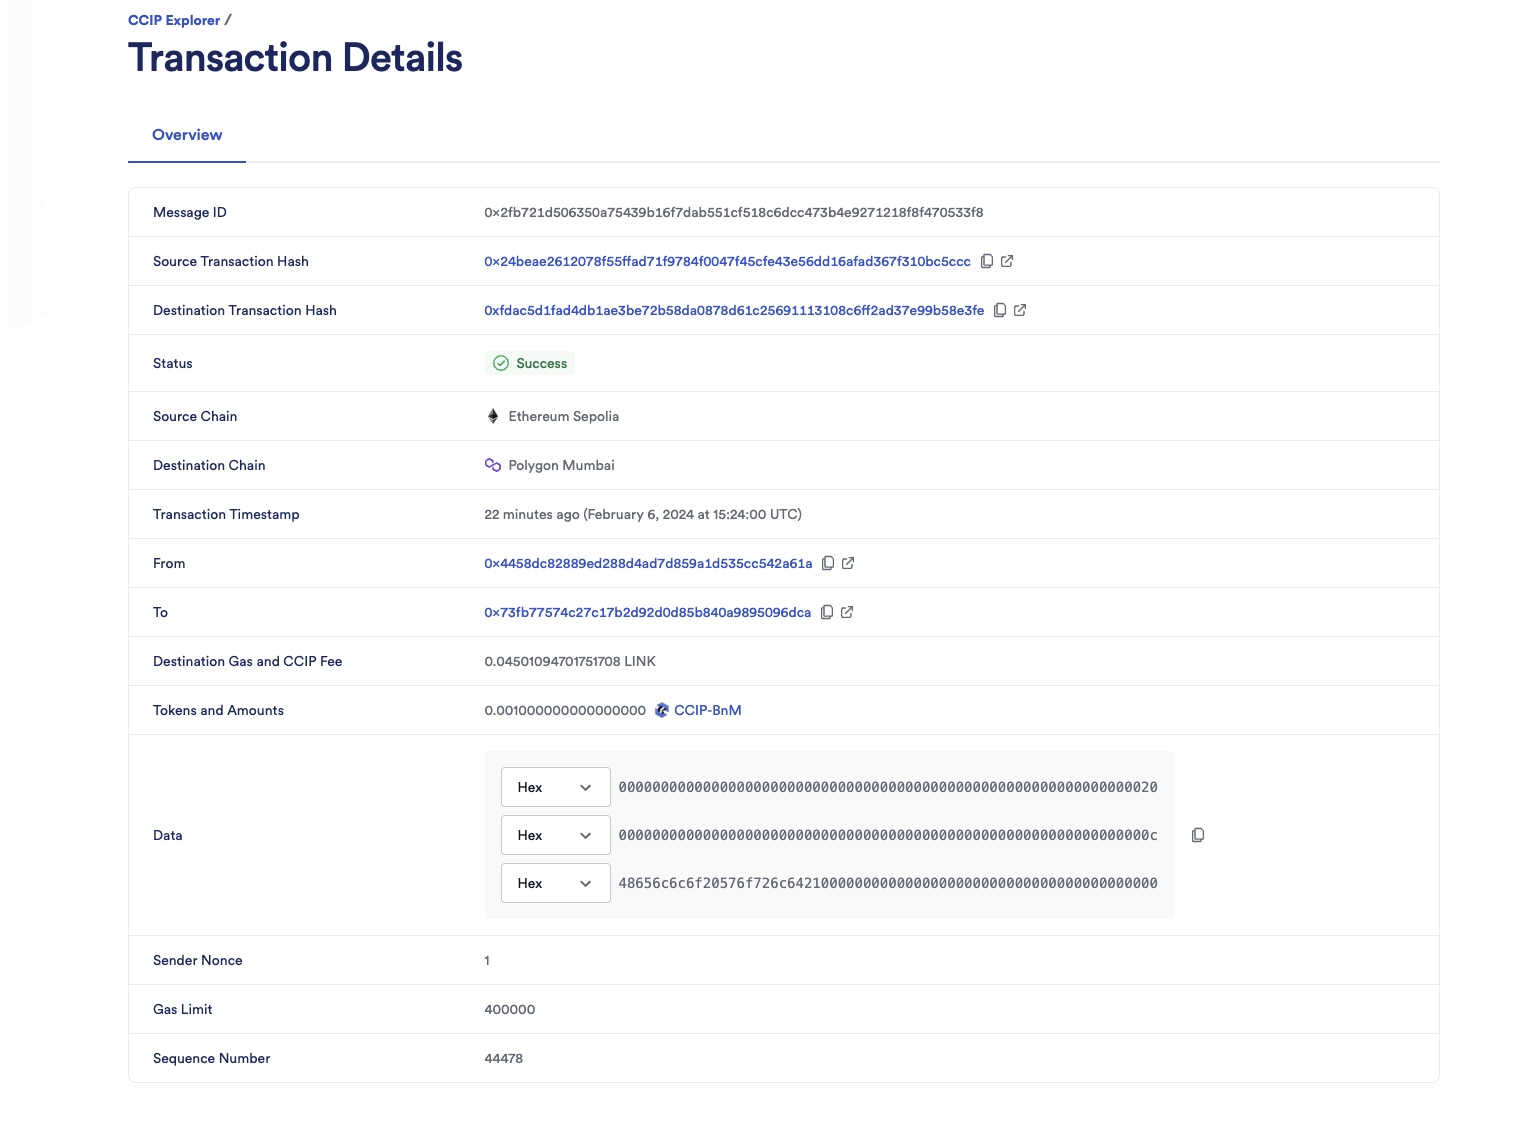 CCIP Explorer /
Transaction Details
Overview
Message ID 0x2fb721d506350a75439b16f7dab551cf518c6dcc473b4e9271218f8f470533f8
Source Transaction Hash 0x24beae2612078f55ffad71f9784f0047f45cfe43e56dd16afad367f310bc5ccc
Destination Transaction Hash 0xfdac5d1fad4db1ae3be72b58da0878d61c25691113108c6ff2ad37e99b58e3fe
Status Success
Source Chain Ethereum Sepolia
Destination Chain Polygon Mumbai
Transaction Timestamp 22 minutes ago (February 6, 2024 at 15:24:00 UTC)
From 0x4458dc82889ed288d4ad7d859a1d535cc542a61a
To 0x73fb77574c27c17b2d92d0d85b840a9895096dca
Destination Gas and CCIP Fee 0.04501094701751708 LINK
Tokens and Amounts 0.001000000000000000 CCIP-BnM
Data
Hex 0000000000000000000000000000000000000000000000000000000000000020
Hex 000000000000000000000000000000000000000000000000000000000000000c
Hex 48656c6c6f20576f726c64210000000000000000000000000000000000000000
Sender Nonce 1
Gas Limit 400000
Sequence Number 44478